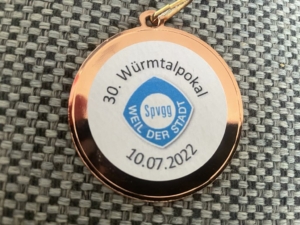 30. Würmtalpokal
Spvgg
WEIL DER STADT
10.07.2022